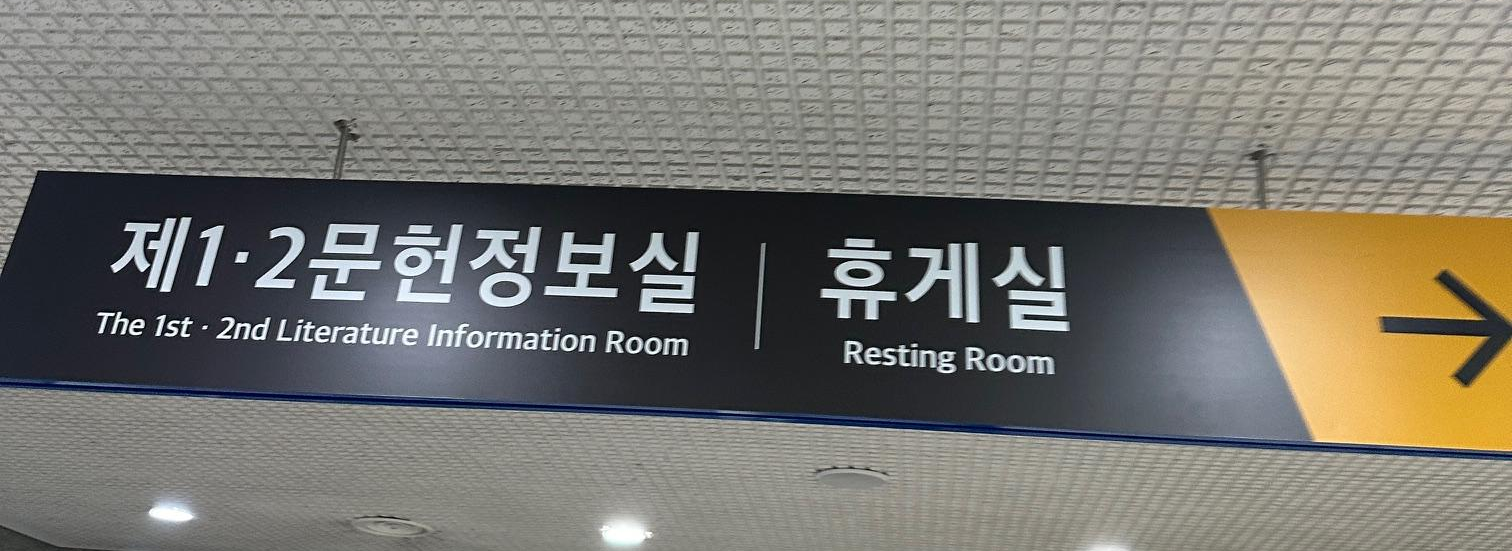 제1·2문헌정보실
The 1st · 2nd Literature Information Room
휴게실
Resting Room